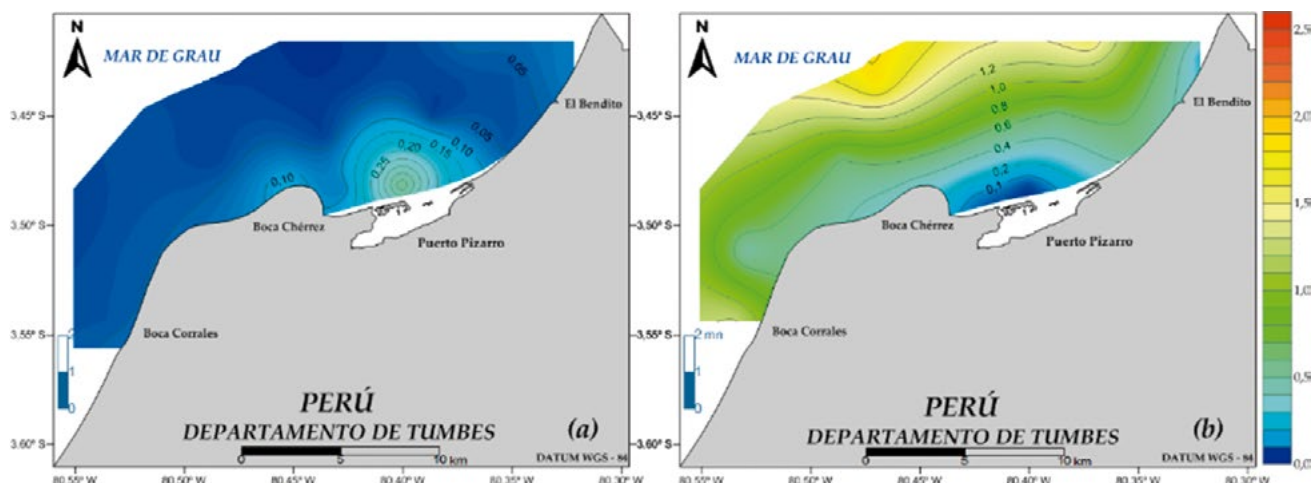 N
MAR DE GRAU
0.05
El Bendito
3.45° S
0,05
0,10
0,15
0,20
0,25
0,10
3.50° S
Boca Chérrez
Puerto Pizarro
3.55° S
Boca Corrales
2
1
0
PERÚ
DEPARTAMENTO DE TUMBES
(a)
3.60° S
0 5 10 km
DATUM WGS - 84
80.55°W 80.50°W 80.45°W 80.40°W 80.35°W 80.30°W
N
MAR DE GRAU
1,2
1,0
0,8
0,6
0,4
0,2
0,1
El Bendito
3.45° S
3.50° S
Boca Chérrez
Puerto Pizarro
3.55° S
Boca Corrales
2 mn
1
0
PERÚ
DEPARTAMENTO DE TUMBES
(b)
3.60° S
0 5 10 km
DATUM WGS - 84
80.55°W 80.50°W 80.45°W 80.40°W 80.35°W 80.30°W
2,50
1,50